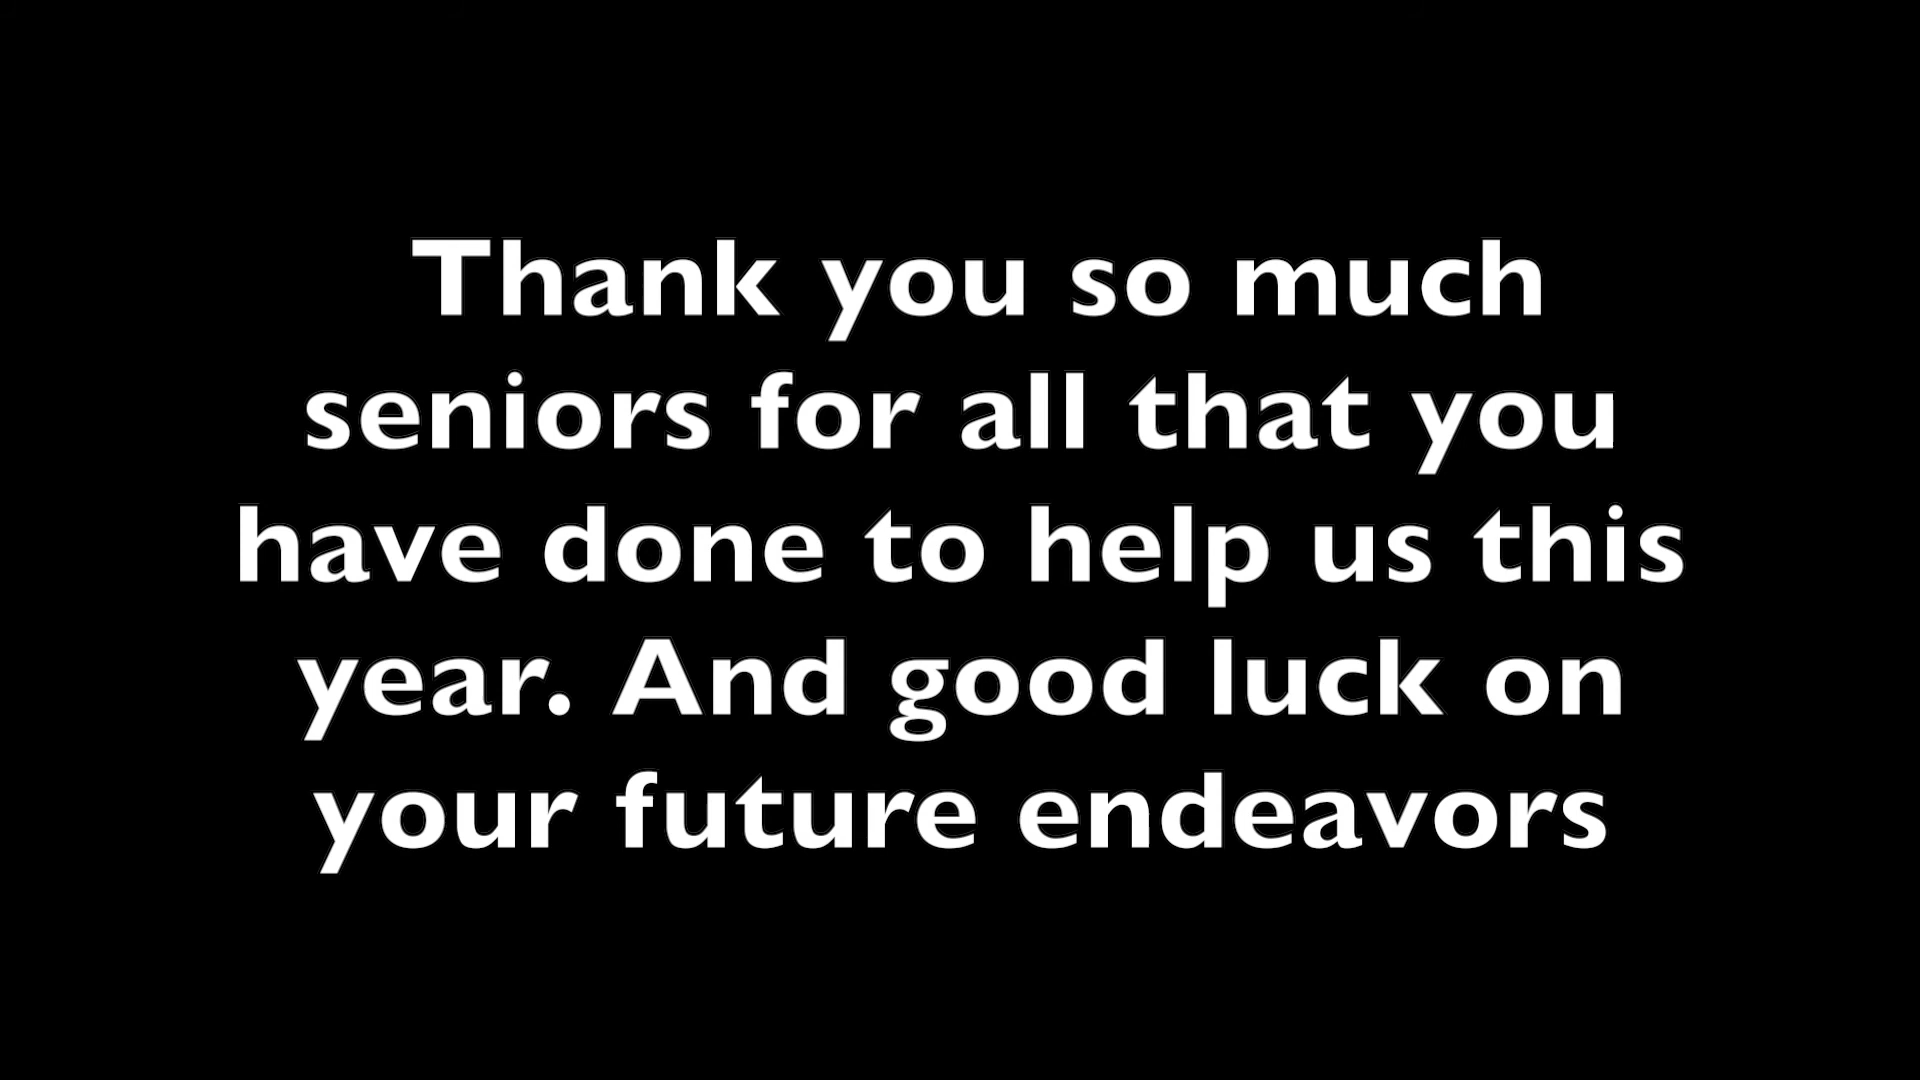 Thank you so much
seniors for all that you
have done to help us this
year. And good luck on
your future endeavors